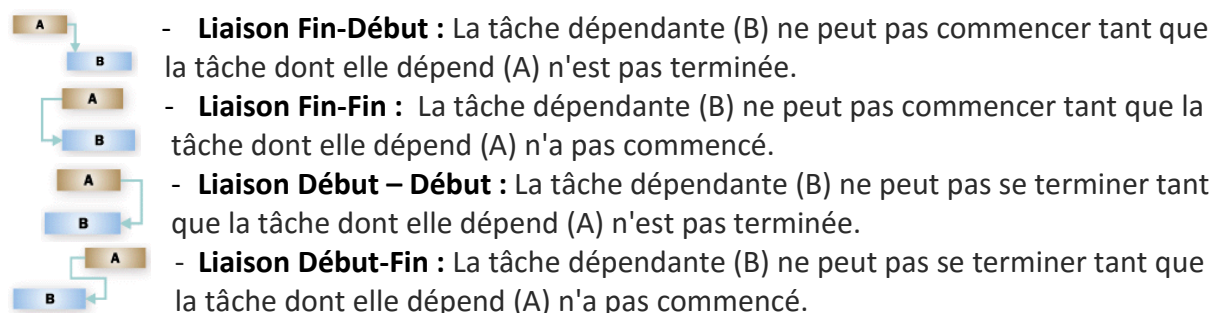 A - Liaison Fin-Début : La tâche dépendante (B) ne peut pas commencer tant que
B la tâche dont elle dépend (A) n'est pas terminée.
A - Liaison Fin-Fin : La tâche dépendante (B) ne peut pas commencer tant que la
B tâche dont elle dépend (A) n'a pas commencé.
A - Liaison Début – Début : La tâche dépendante (B) ne peut pas se terminer tant
B que la tâche dont elle dépend (A) n'est pas terminée.
A - Liaison Début-Fin : La tâche dépendante (B) ne peut pas se terminer tant que
B la tâche dont elle dépend (A) n'a pas commencé.